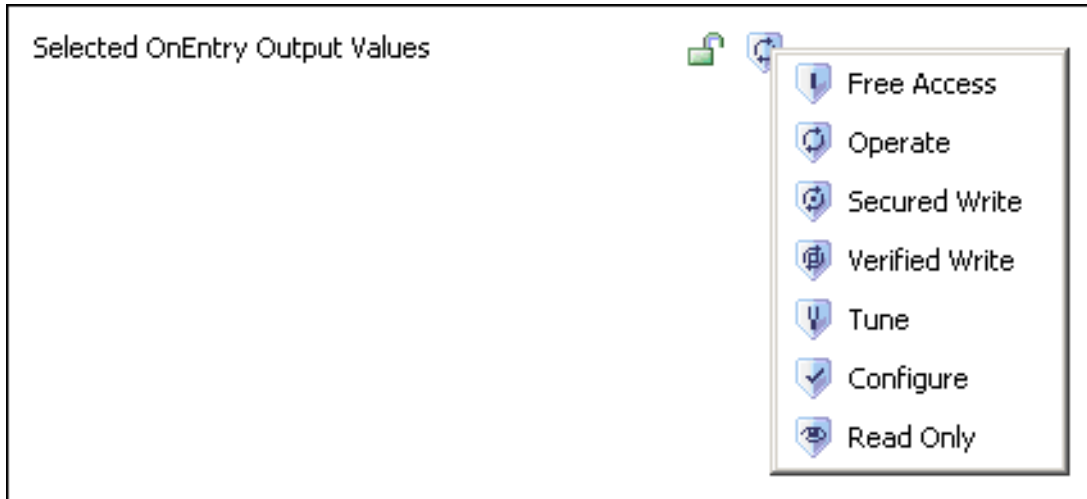 Selected OnEntry Output Values
Free Access
Operate
Secured Write
Verified Write
Tune
Configure
Read Only